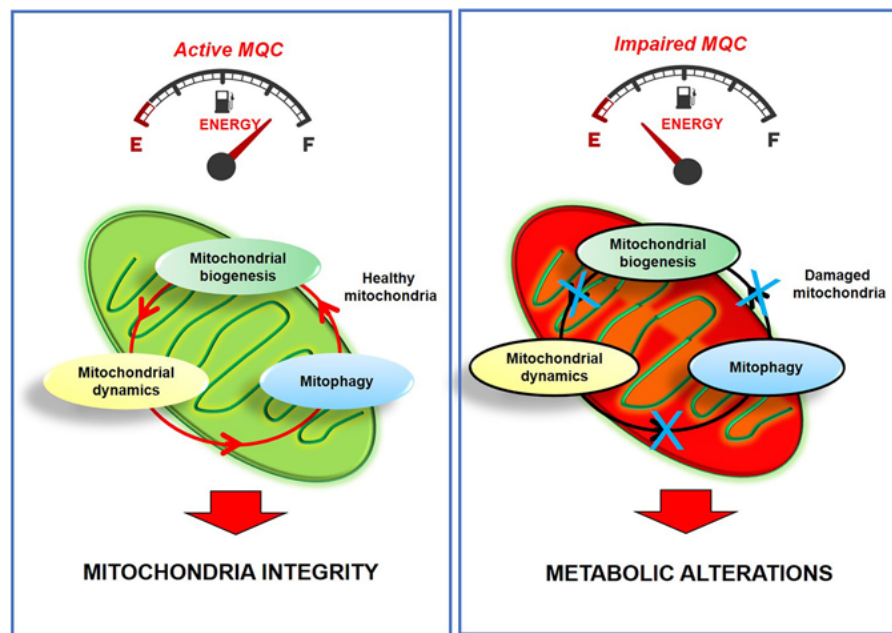 Active MQC
ENERGY
E
F
Mitochondrial
biogenesis
Healthy
mitochondria
Mitochondrial
dynamics
Mitophagy
MITOCHONDRIA INTEGRITY
Impaired MQC
ENERGY
E
F
Mitochondrial
biogenesis
Damaged
mitochondria
Mitochondrial
dynamics
Mitophagy
METABOLIC ALTERATIONS